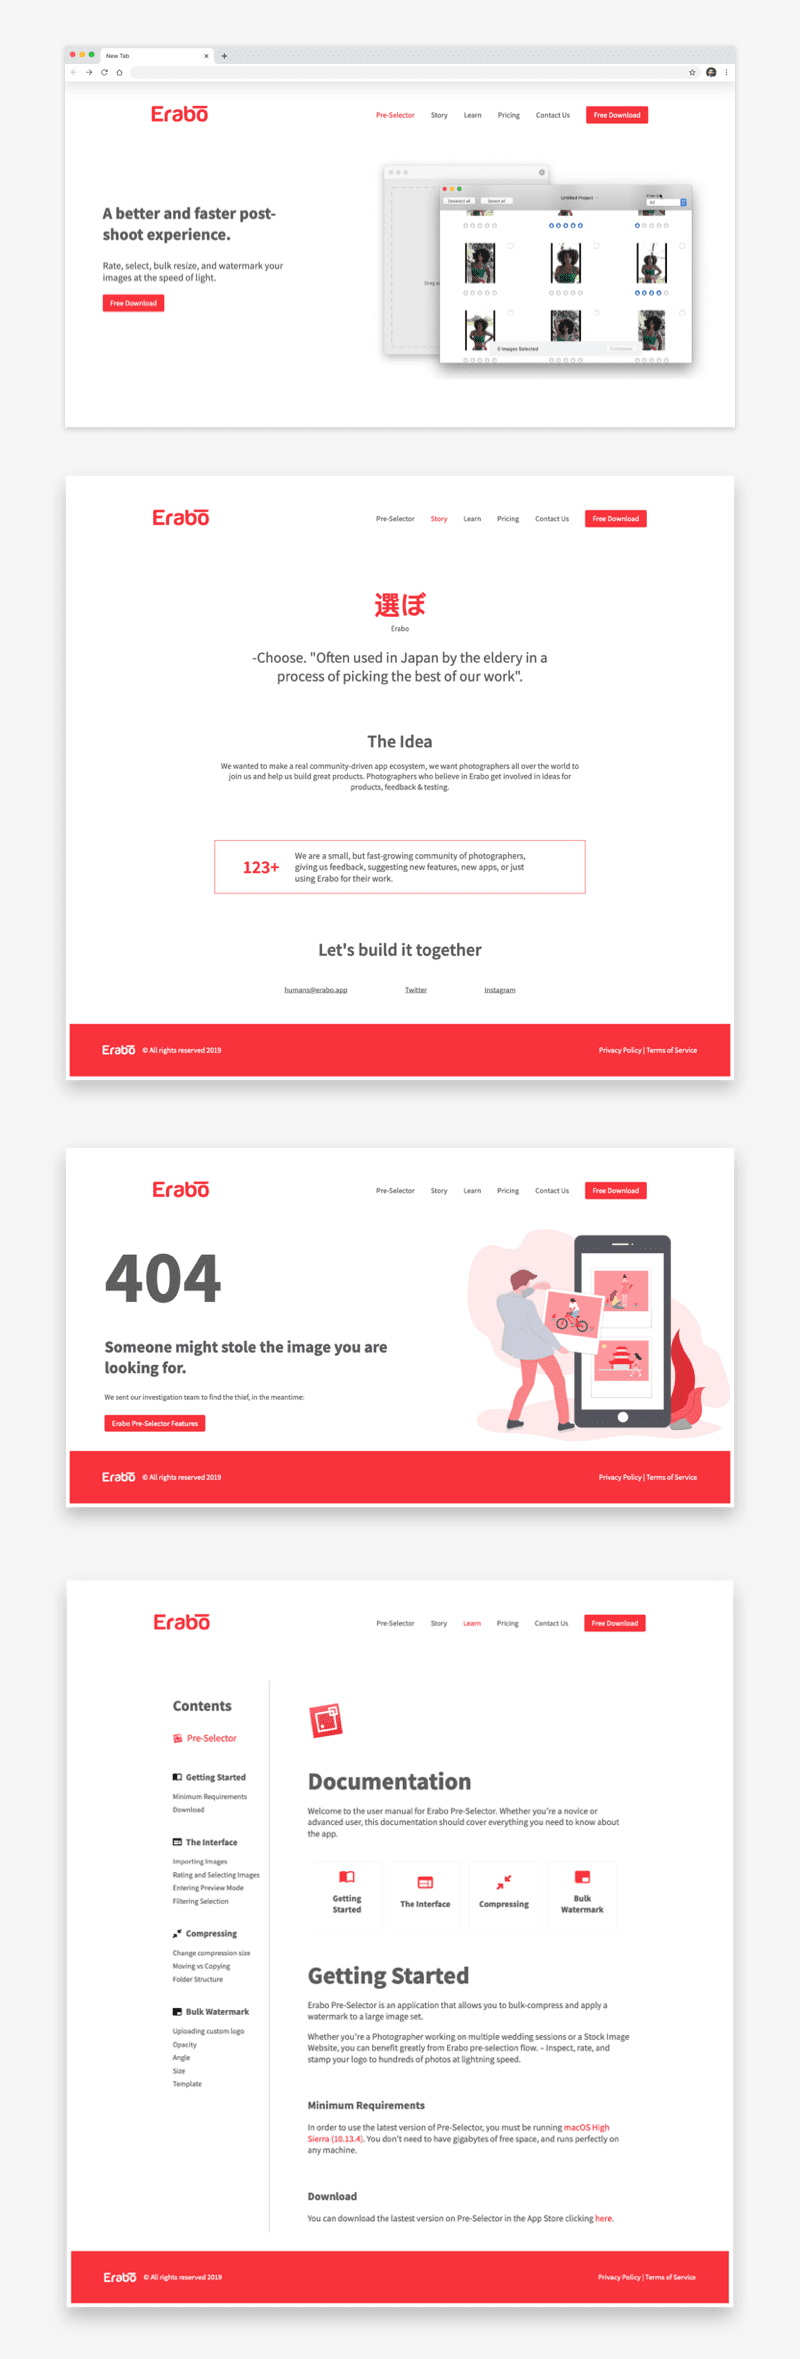 New Tab
Erabō
Pre-Selector Story Learn Pricing Contact Us Free Download
A better and faster post-
shoot experience.
Rate, select, bulk resize, and watermark your
images at the speed of light.
Free Download
Deselect all Select all Untitled Project
All
Drag
0 Images Selected Compress
Erabō
Pre-Selector Story Learn Pricing Contact Us Free Download
選ぼ
Erabo
-Choose. "Often used in Japan by the eldery in a
process of picking the best of our work".
The Idea
We wanted to make a real community-driven app ecosystem, we want photographers all over the world to
join us and help us build great products. Photographers who believe in Erabo get involved in ideas for
products, feedback & testing.
123+
We are a small, but fast-growing community of photographers,
giving us feedback, suggesting new features, new apps, or just
using Erabo for their work.
Let's build it together
humans@erabo.app Twitter Instagram
Erabō © All rights reserved 2019 Privacy Policy | Terms of Service
Erabō
Pre-Selector Story Learn Pricing Contact Us Free Download
404
Someone might stole the image you are
looking for.
We sent our investigation team to find the thief, in the meantime:
Erabo Pre-Selector Features
Erabō © All rights reserved 2019 Privacy Policy | Terms of Service
Erabō
Pre-Selector Story Learn Pricing Contact Us Free Download
Contents
Pre-Selector
Getting Started
Minimum Requirements
Download
The Interface
Importing Images
Rating and Selecting Images
Entering Preview Mode
Filtering Selection
Compressing
Change compression size
Moving vs Copying
Folder Structure
Bulk Watermark
Uploading custom logo
Opacity
Angle
Size
Template
Documentation
Welcome to the user manual for Erabo Pre-Selector. Whether you're a novice or
advanced user, this documentation should cover everything you need to know about
the app.
Getting
Started
The Interface
Compressing
Bulk
Watermark
Getting Started
Erabo Pre-Selector is an application that allows you to bulk-compress and apply a
watermark to a large image set.
Whether you're a Photographer working on multiple wedding sessions or a Stock Image
Website, you can benefit greatly from Erabo pre-selection flow. – Inspect, rate, and
stamp your logo to hundreds of photos at lightning speed.
Minimum Requirements
In order to use the latest version of Pre-Selector, you must be running macOS High
Sierra (10.13.4). You don't need to have gigabytes of free space, and runs perfectly on
any machine.
Download
You can download the lastest version on Pre-Selector in the App Store clicking here.
Erabō © All rights reserved 2019 Privacy Policy | Terms of Service